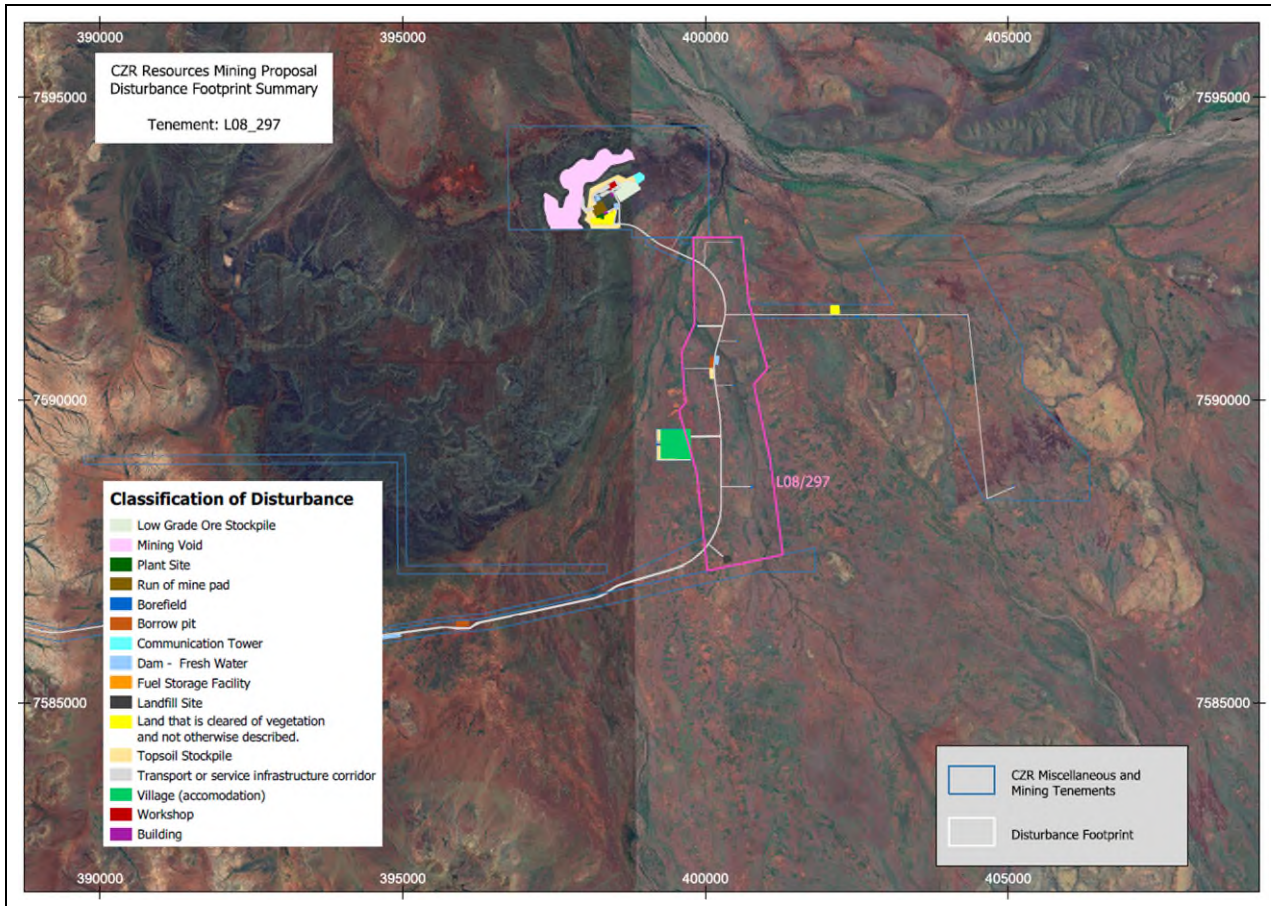 390000
395000
400000
405000
CZR Resources Mining Proposal
Disturbance Footprint Summary
Tenement: L08_297
7595000
7595000
7590000
7590000
L08/297
Classification of Disturbance
Low Grade Ore Stockpile
Mining Void
Plant Site
Run of mine pad
Borefield
Borrow pit
Communication Tower
Dam - Fresh Water
Fuel Storage Facility
Landfill Site
Land that is cleared of vegetation
and not otherwise described.
Topsoil Stockpile
Transport or service infrastructure corridor
Village (accomodation)
Workshop
Building
7585000
7585000
CZR Miscellaneous and
Mining Tenements
Disturbance Footprint
390000
395000
400000
405000